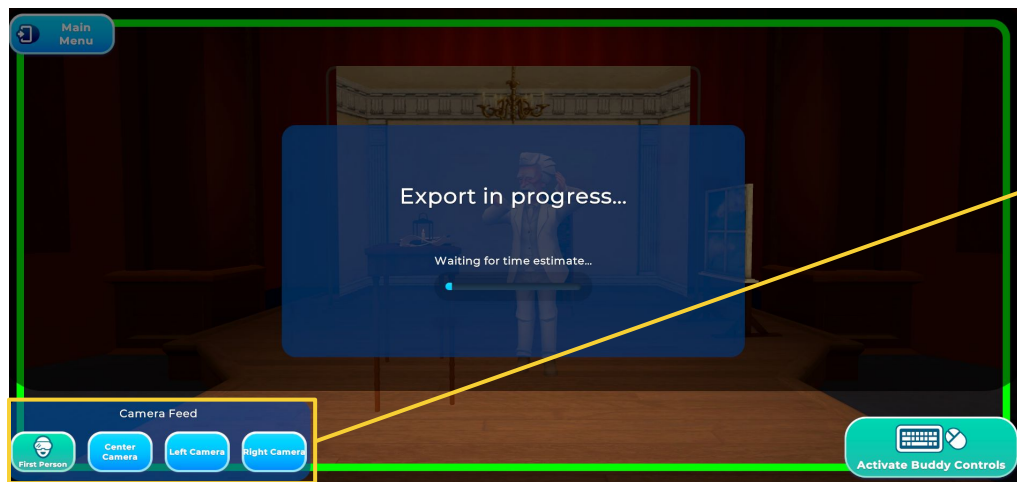 Main
Menu
Export in progress...
Waiting for time estimate...
Camera Feed
First Person
Center
Camera
Left Camera
Right Camera
Activate Buddy Controls